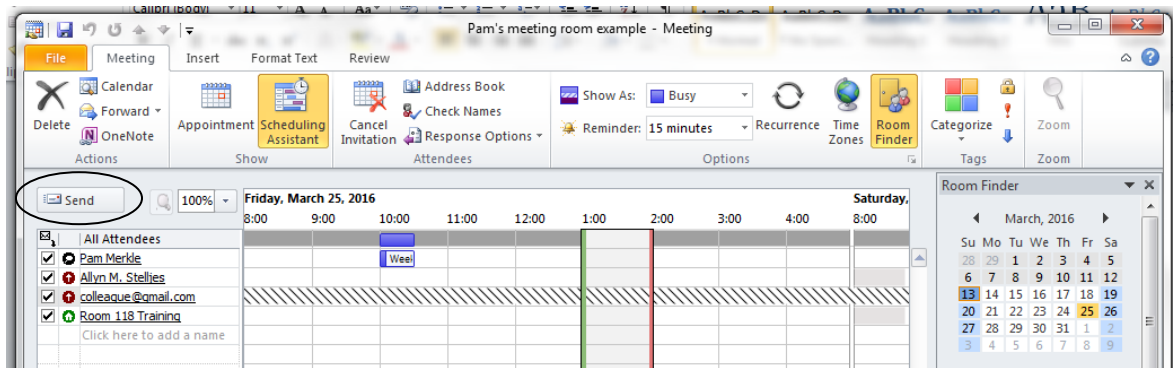 Pam's meeting room example - Meeting
File Meeting Insert Format Text Review
Delete
Calendar
Forward
OneNote
Actions
Appointment
Scheduling Assistant
Show
Cancel Invitation
Address Book
Check Names
Response Options
Attendees
Show As: Busy
Reminder: 15 minutes
Recurrence
Time Zones
Room Finder
Options
Categorize
Tags
Zoom
Zoom
Send
100%
Friday, March 25, 2016 Saturday,
8:00 9:00 10:00 11:00 12:00 1:00 2:00 3:00 4:00 8:00
All Attendees
Pam Merkle
Week
Allyn M. Stelljes
colleague@gmail.com
Room 118 Training
Click here to add a name
Room Finder
March, 2016
Su Mo Tu We Th Fr Sa
28 29 1 2 3 4 5
6 7 8 9 10 11 12
13 14 15 16 17 18 19
20 21 22 23 24 25 26
27 28 29 30 31 1 2
3 4 5 6 7 8 9